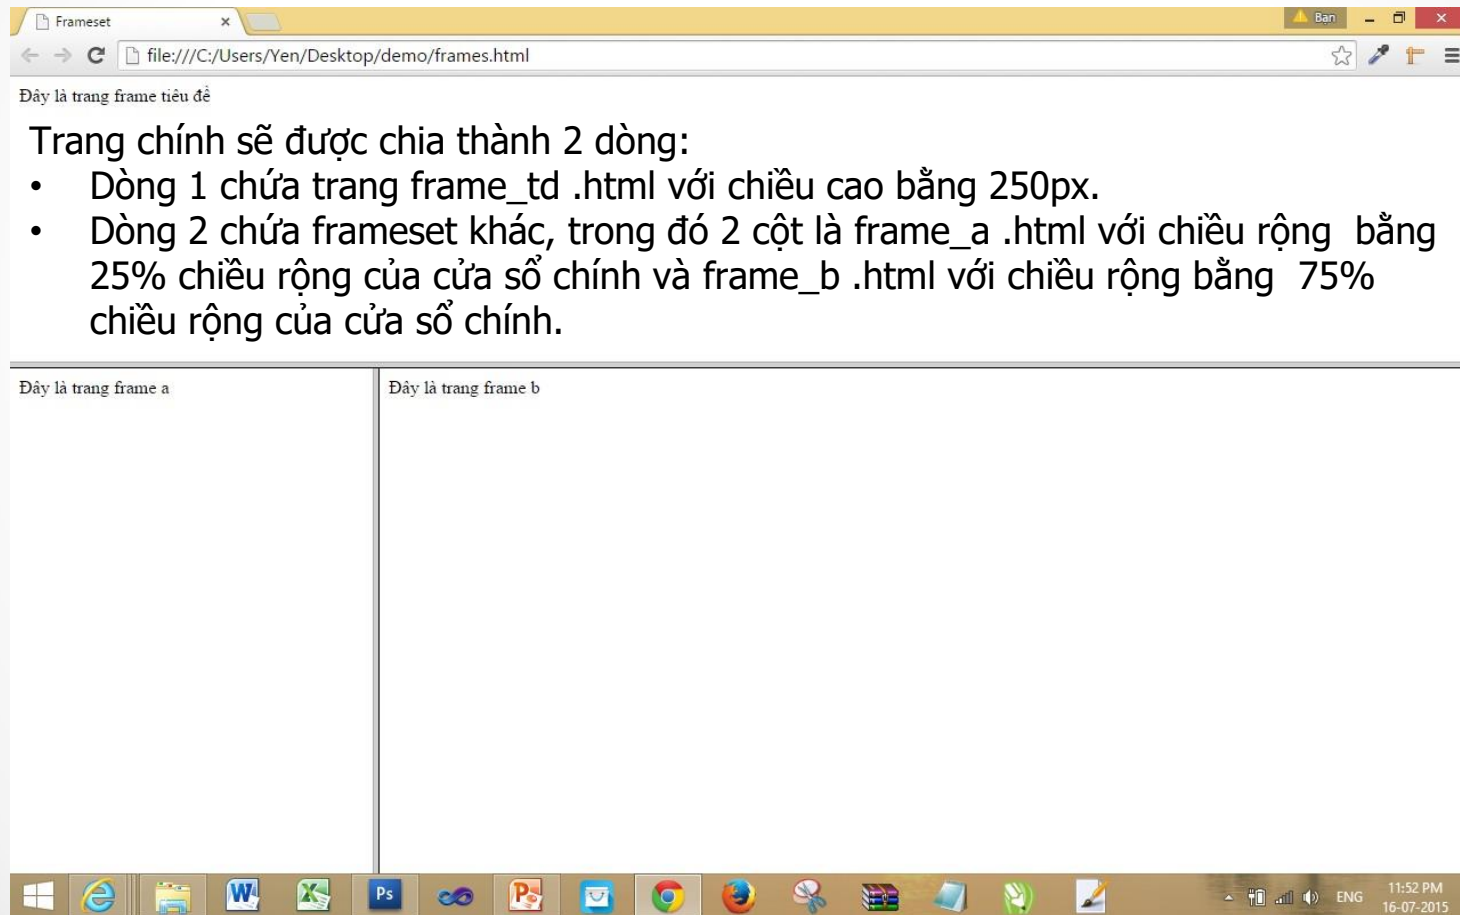 Frameset
Bạn
file:///C:/Users/Yen/Desktop/demo/frames.html
Đây là trang frame tiêu đề
Trang chính sẽ được chia thành 2 dòng:
• Dòng 1 chứa trang frame_td .html với chiều cao bằng 250px.
• Dòng 2 chứa frameset khác, trong đó 2 cột là frame_a .html với chiều rộng bằng
25% chiều rộng của cửa sổ chính và frame_b .html với chiều rộng bằng 75%
chiều rộng của cửa sổ chính.
Đây là trang frame a
Đây là trang frame b
Ps
ENG
11:52 PM
16-07-2015